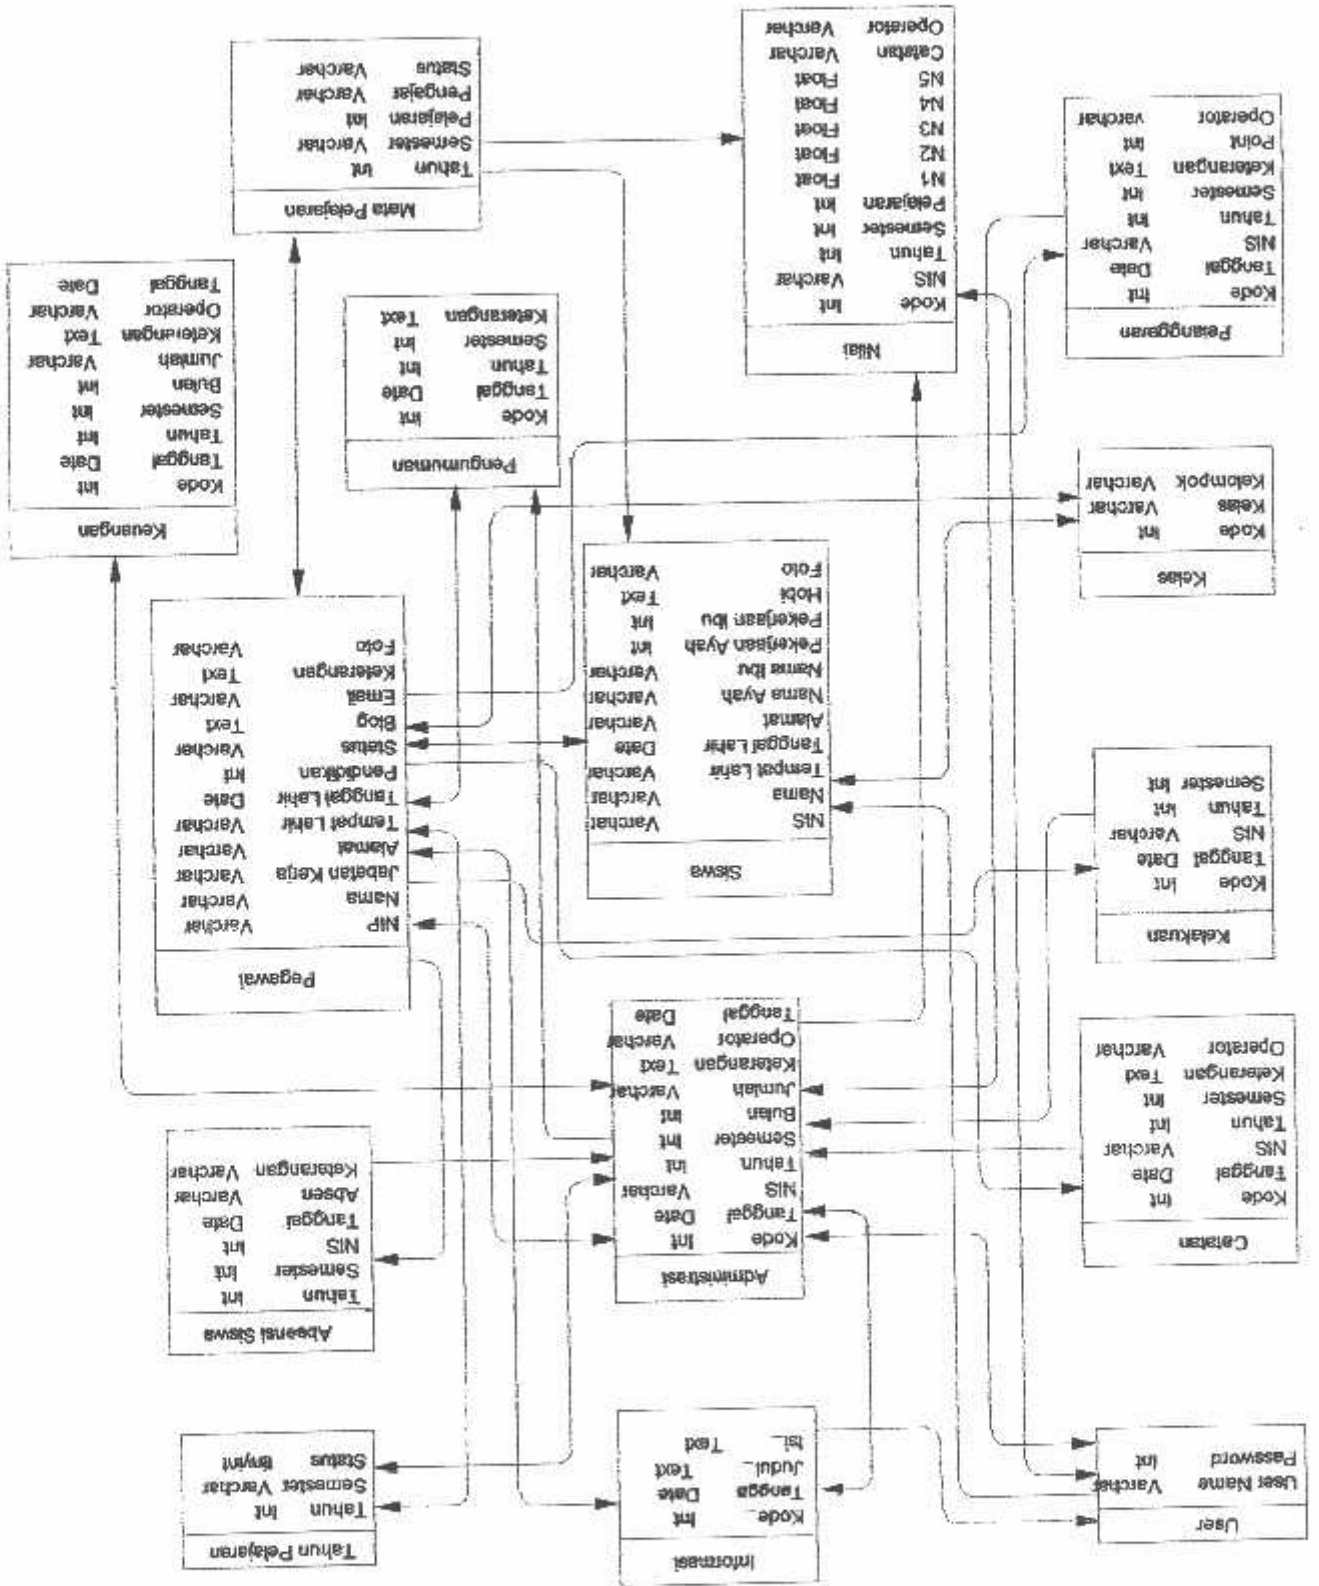 User
User Name Varchar
Password Int
Informasi
Kode_ Int
Tangga Date
Judul_ Text
Isi_ Text
Tahun Pelajaran
Tahun Int
Semester Varchar
Status tinyint
Catatan
Kode Int
Tanggal Date
NIS Varchar
Tahun Int
Semester Int
Keterangan Text
Operator Varchar
Administrasi
Kode Int
Tanggal Date
NIS Varchar
Tahun Int
Semester Int
Bulan Int
Jumlah Varchar
Keterangan Text
Operator Varchar
Tanggal Date
Absensi Siswa
Tahun Int
Semester Int
NIS Int
Tanggal Date
Absen Varchar
Keterangan Varchar
Kelakuan
Kode Int
Tanggal Date
NIS Varchar
Tahun Int
Semester Int
Siswa
NIS Varchar
Nama Varchar
Tempat Lahir Varchar
Tanggal Lahir Date
Alamat Varchar
Nama Ayah Varchar
Nama Ibu Varchar
Pekerjaan Ayah Int
Pekerjaan Ibu Int
Hobi Text
Foto Varchar
Pegawai
NIP Varchar
Nama Varchar
Jabatan Kerja Varchar
Alamat Varchar
Tempat Lahir Varchar
Tanggal Lahir Date
Pendidikan Int
Status Varchar
Blog Text
Email Varchar
Keterangan Text
Foto Varchar
Kelas
Kode Int
Kelas Varchar
Kelompok Varchar
Pelanggaran
Kode Int
Tanggal Date
NIS Varchar
Tahun Int
Semester Int
Keterangan Text
Point Int
Operator varchar
Nilai
Kode Int
NIS Varchar
Tahun Int
Semester Int
Pelajaran Int
N1 Float
N2 Float
N3 Float
N4 Float
N5 Float
Catatan Varchar
Operator Varchar
Pengumuman
Kode Int
Tanggal Date
Tahun Int
Semester Int
Keterangan Text
Keuangan
Kode Int
Tanggal Date
Tahun Int
Semester Int
Bulan Int
Jumlah Varchar
Keterangan Text
Operator Varchar
Tanggal Date
Mata Pelajaran
Tahun Int
Semester Varchar
Pelajaran Int
Pengajar Varchar
Status Varchar